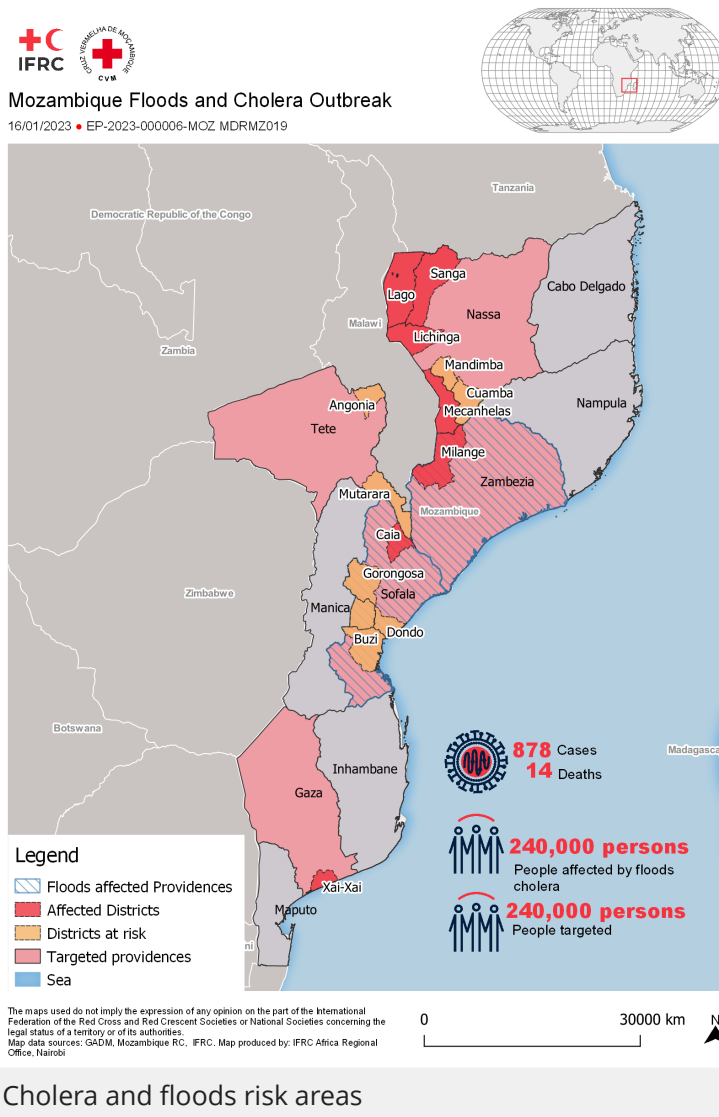 IFRC
CRUZ VERMELHA DE MOÇAMBIQUE
CVM
Mozambique Floods and Cholera Outbreak
16/01/2023 ● EP-2023-000006-MOZ MDRMZ019
Tanzania
Democratic Republic of the Congo
Sanga
Cabo Delgado
Lago
Nassa
Malawi
Lichinga
Zambia
Mandimba
Cuamba
Angonia
Mecanhelas
Nampula
Tete
Milange
Zambezia
Mutarara
Mozambique
Caia
Gorongosa
Zimbabwe
Sofala
Manica
Dondo
Buzi
Botswana
Madagasca
878 Cases
14 Deaths
Inhambane
Gaza
240,000 persons
People affected by floods
cholera
Xai-Xai
240,000 persons
People targeted
Maputo
ni
Legend
Floods affected Providences
Affected Districts
Districts at risk
Targeted providences
Sea
The maps used do not imply the expression of any opinion on the part of the International
Federation of the Red Cross and Red Crescent Societies or National Societies concerning the
legal status of a territory or of its authorities.
Map data sources: GADM, Mozambique RC, IFRC. Map produced by: IFRC Africa Regional
Office, Nairobi
0 30000 km
N
Cholera and floods risk areas